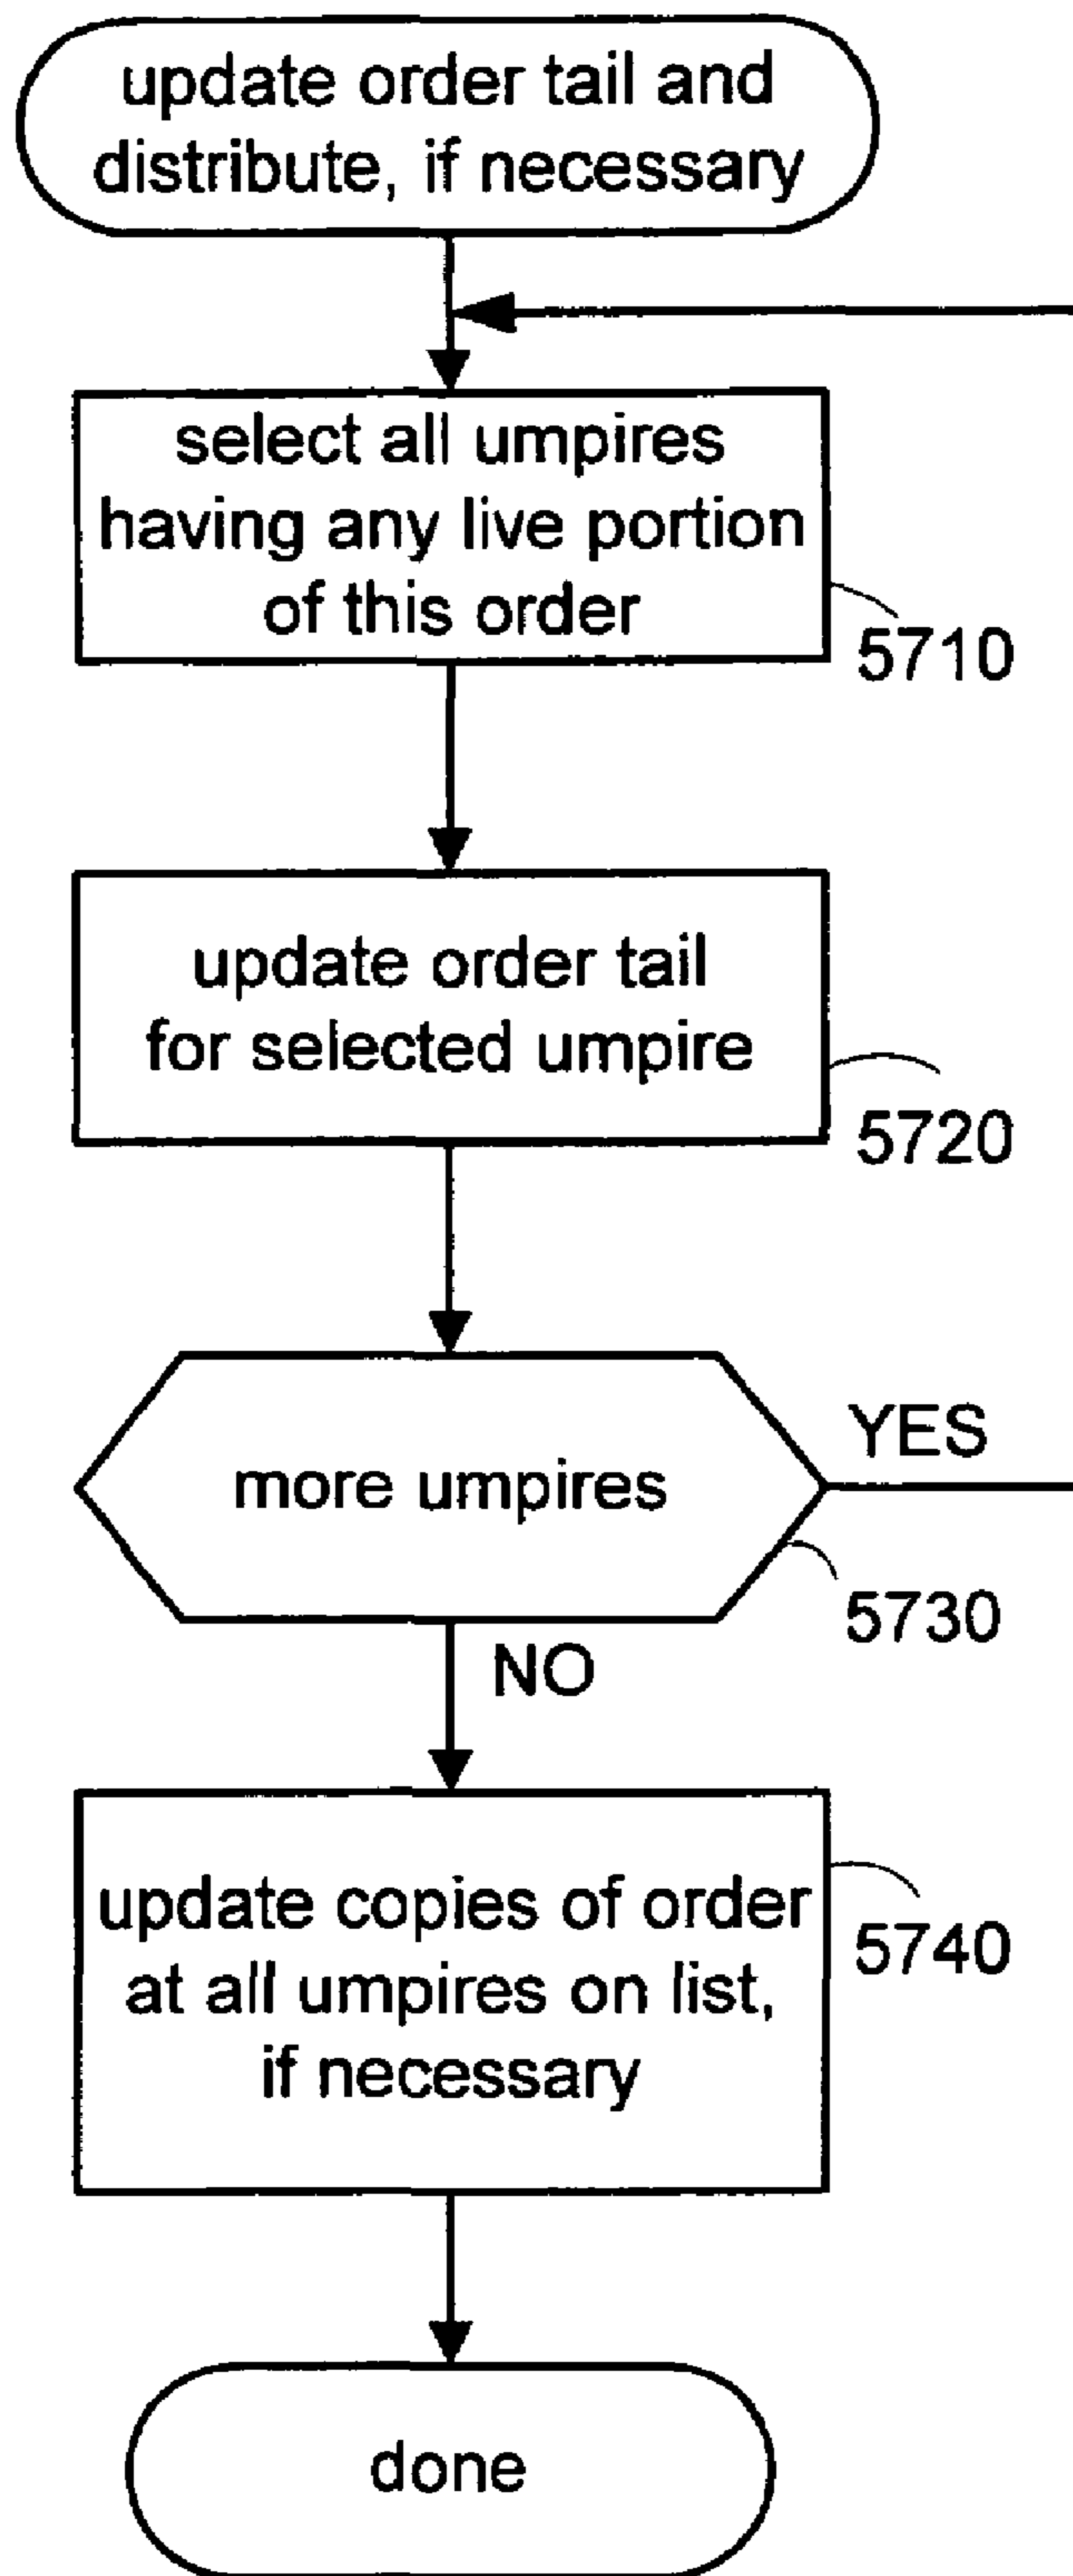 update order tail and
distribute, if necessary
select all umpires
having any live portion
of this order
5710
update order tail
for selected umpire
5720
more umpires
YES
5730
NO
update copies of order
at all umpires on list,
if necessary
5740
done